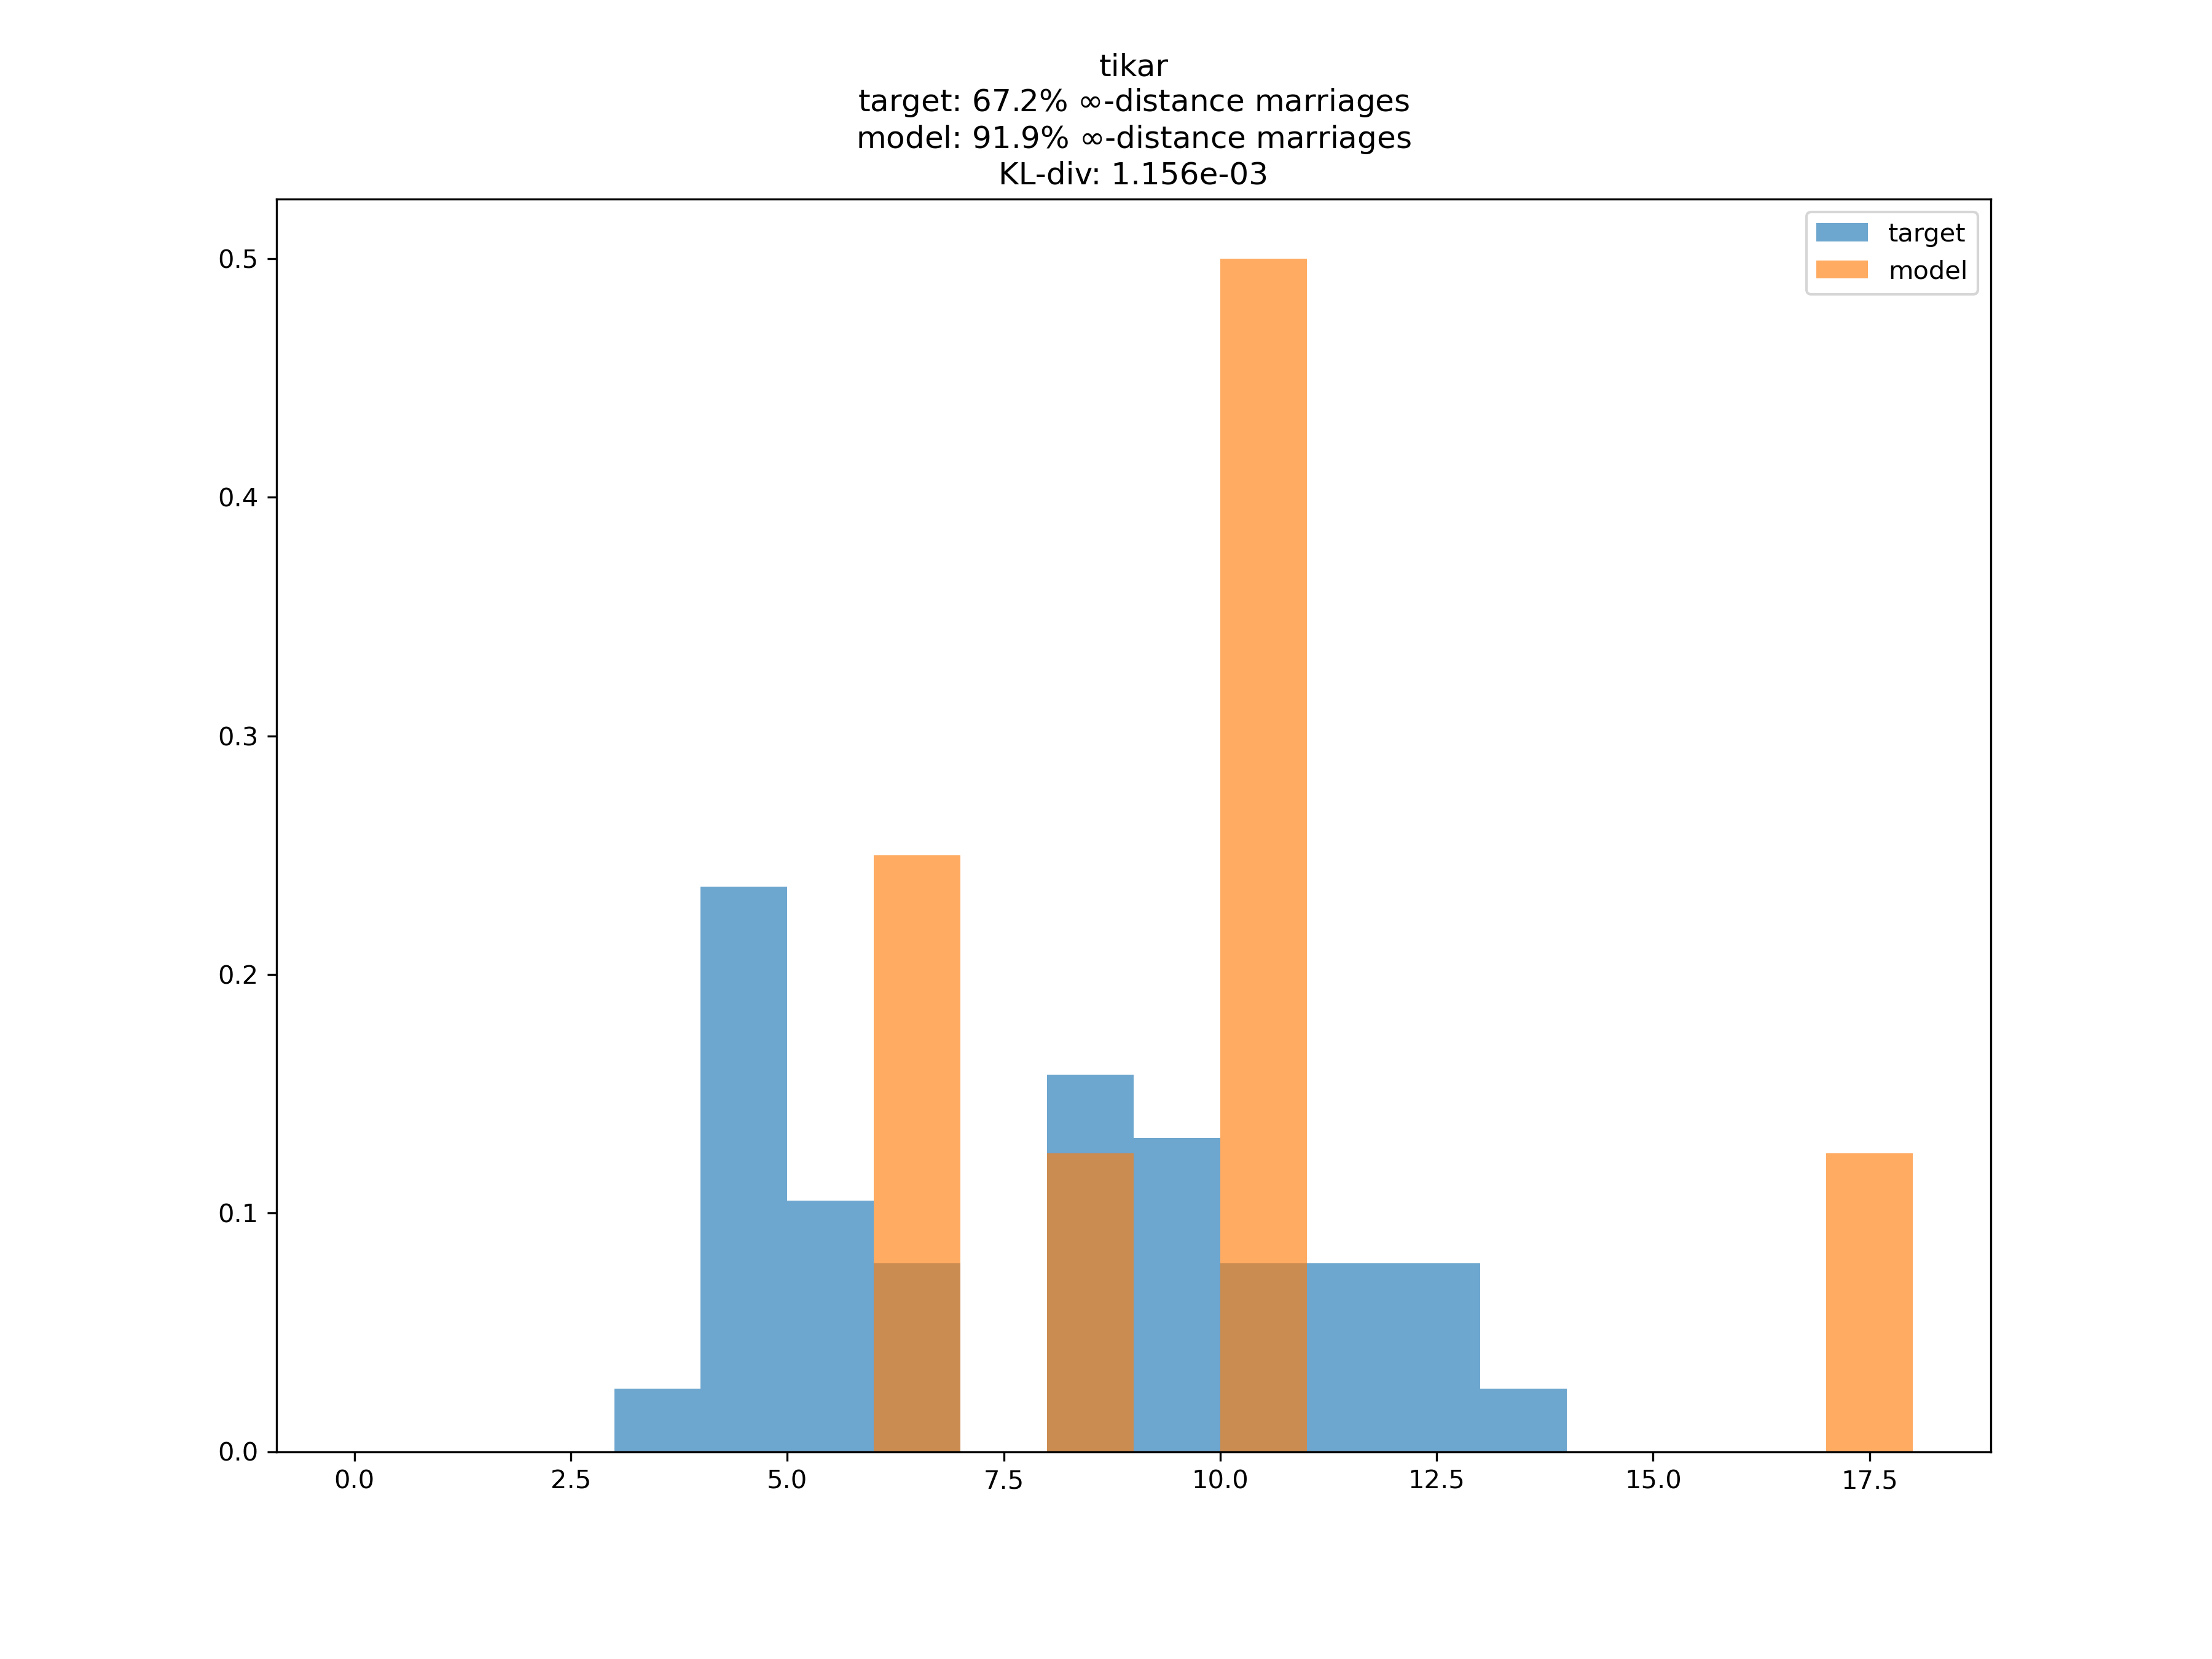 tikar
target: 67.2% ∞-distance marriages
model: 91.9% ∞-distance marriages
KL-div: 1.156e-03
target
model
0.5
0.4
0.3
0.2
0.1
0.0
0.0 2.5 5.0 7.5 10.0 12.5 15.0 17.5